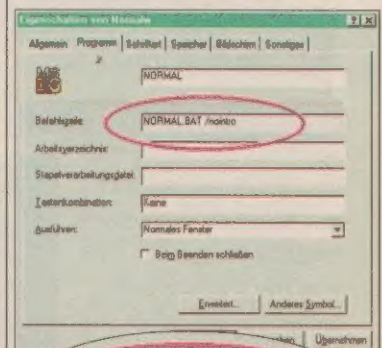 Eigenschaften von Normale
Allgemein Programm Schriftart Speicher Bildschirm Sonstiges
NORMAL
Befehlszeile: NORMAL.BAT /nointro
Arbeitsverzeichnis:
Stapelverarbeitungsdatei:
Tastenkombination: Keine
Ausführen: Normales Fenster
Beim Beenden schließen
Erweitert... Anderes Symbol...
Übernehmen